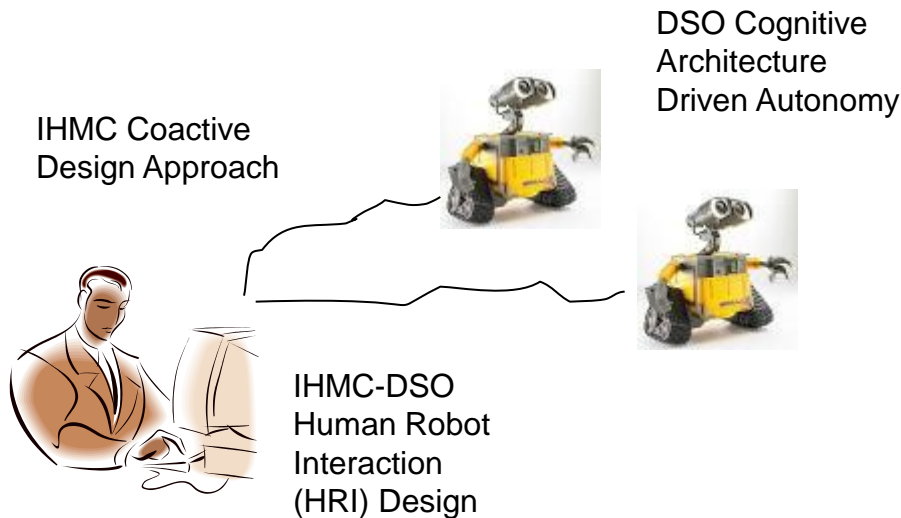 DSO Cognitive
Architecture
Driven Autonomy
IHMC Coactive
Design Approach
IHMC-DSO
Human Robot
Interaction
(HRI) Design